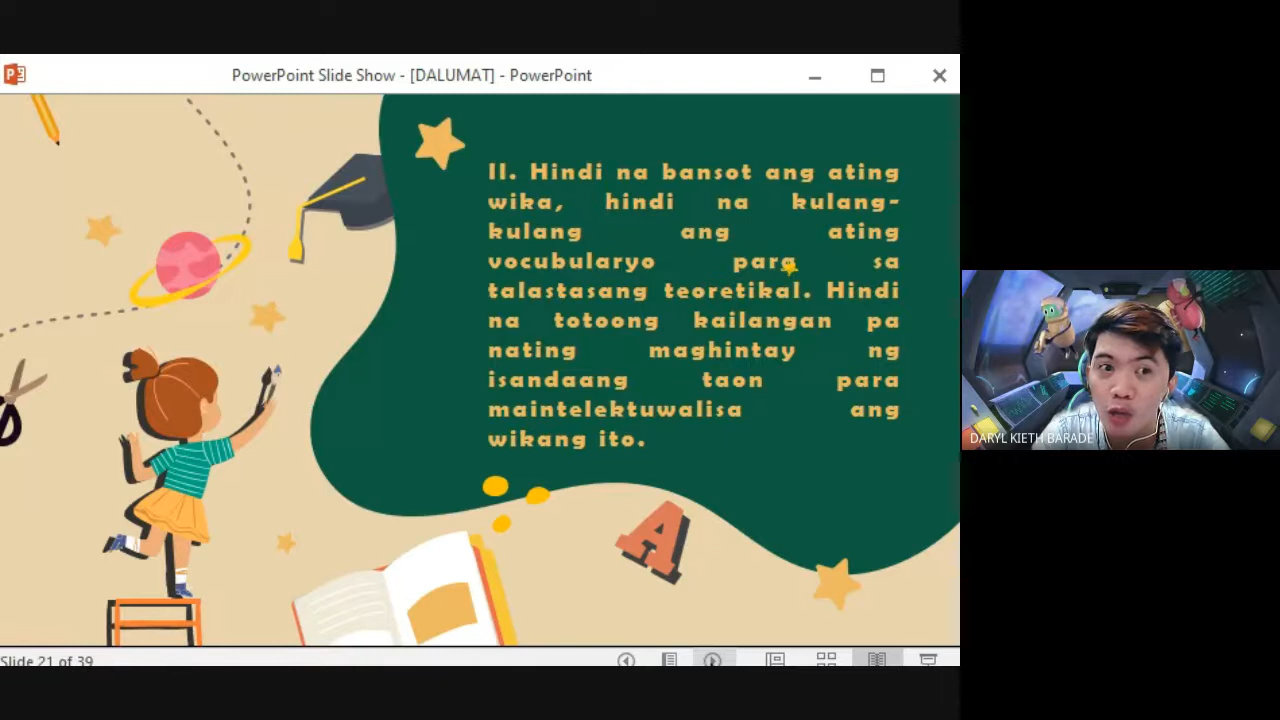 PowerPoint Slide Show - [DALUMAT] - PowerPoint
II. Hindi na bansot ang ating
wika, hindi na kulang-
kulang ang ating
vocubularyo para sa
talastasang teoretikal. Hindi
na totoong kailangan pa
nating maghintay ng
isandaang taon para
maintelektuwalisa ang
wikang ito.
A
DARYL KIETH BARADE
Slide 21 of 39